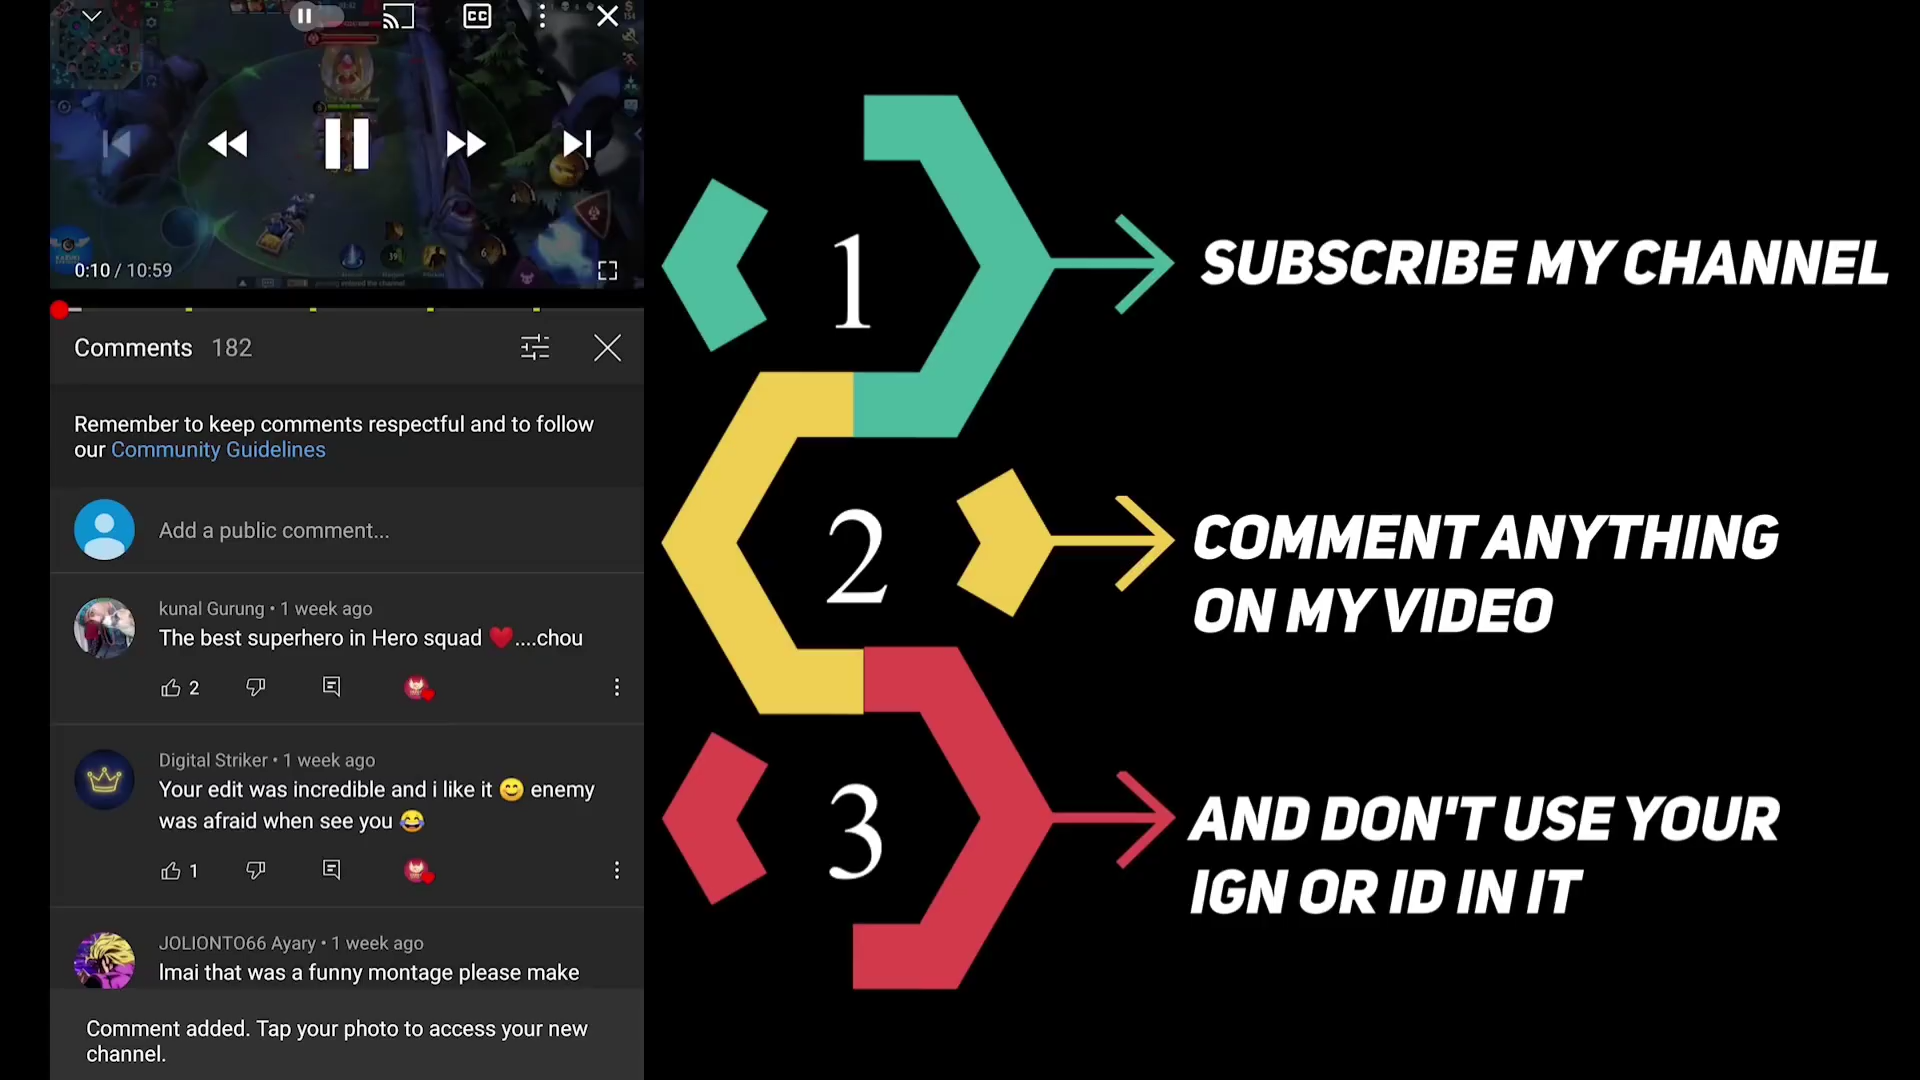 CC
0:10 / 10:59
Comments 182
Remember to keep comments respectful and to follow
our Community Guidelines
Add a public comment...
kunal Gurung • 1 week ago
The best superhero in Hero squad ❤️....chou
2
Digital Striker • 1 week ago
Your edit was incredible and i like it 😊 enemy
was afraid when see you 😂
1
JOLIONTO66 Ayary • 1 week ago
lmai that was a funny montage please make
Comment added. Tap your photo to access your new
channel.
1
SUBSCRIBE MY CHANNEL
2
COMMENT ANYTHING
ON MY VIDEO
3
AND DON'T USE YOUR
IGN OR ID IN IT